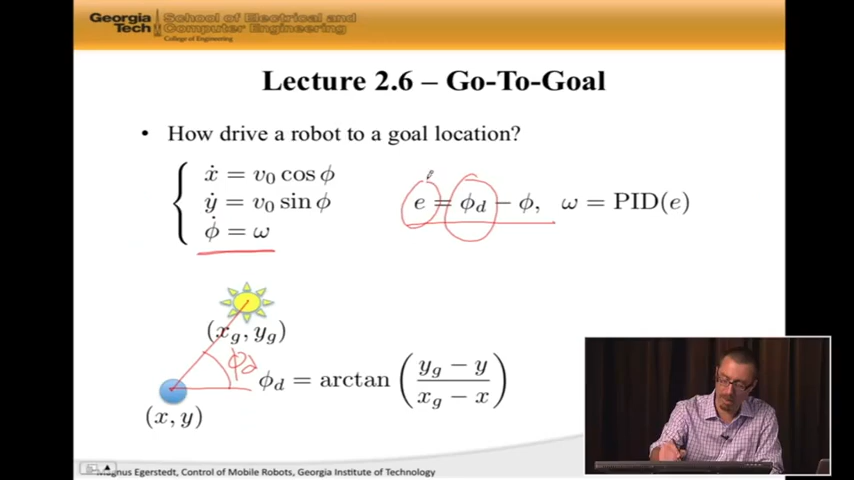 Georgia Tech
School of Electrical and Computer Engineering
College of Engineering
Lecture 2.6 – Go-To-Goal
• How drive a robot to a goal location?
ẋ = v₀ cos ϕ
ẏ = v₀ sin ϕ
ϕ̇ = ω
e = ϕ_d − ϕ, ω = PID(e)
(x_g, y_g)
ϕ_d
ϕ_d = arctan ( (y_g − y) / (x_g − x) )
(x, y)
Magnus Egerstedt, Control of Mobile Robots, Georgia Institute of Technology